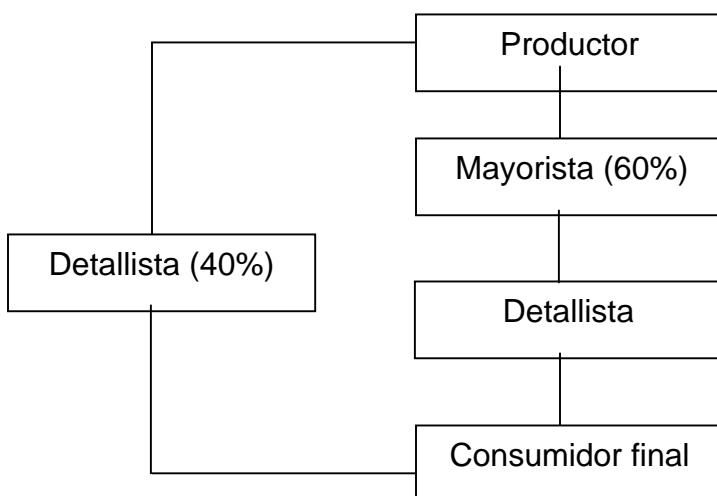 Productor
Mayorista (60%)
Detallista (40%)
Detallista
Consumidor final